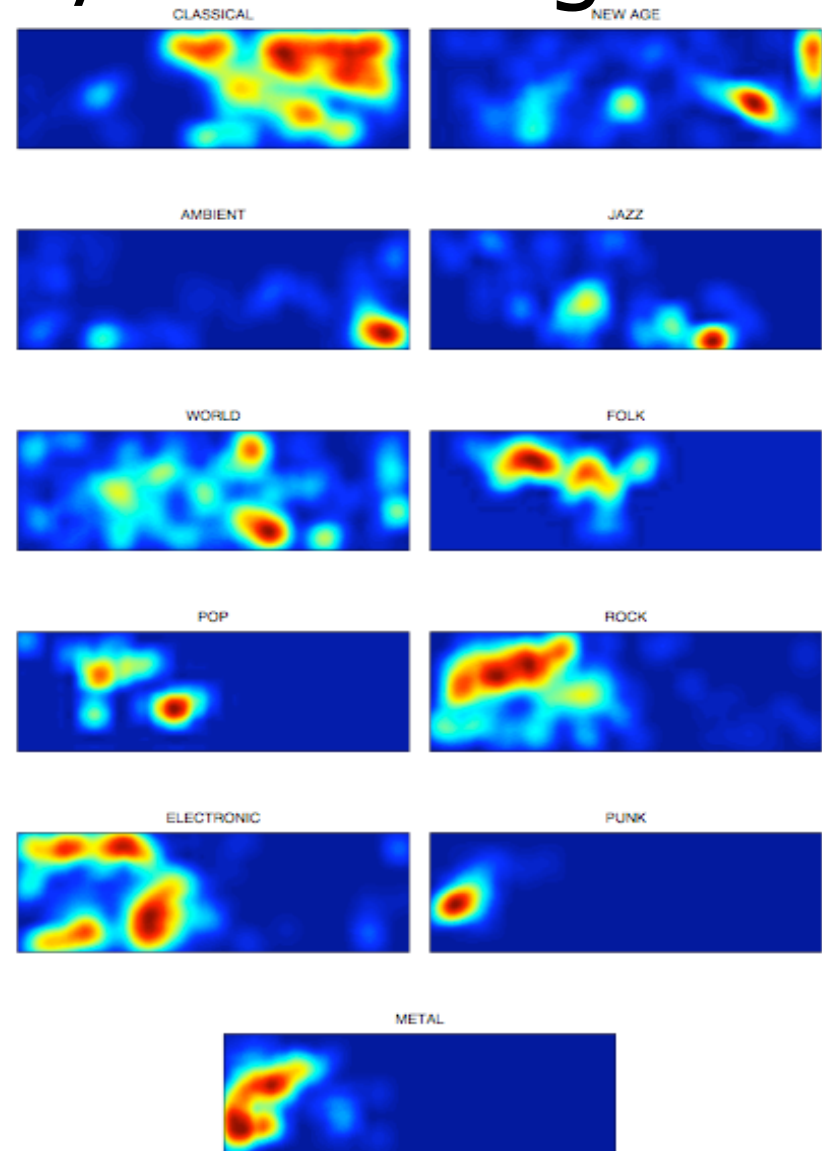 CLASSICAL
NEW AGE
AMBIENT
JAZZ
WORLD
FOLK
POP
ROCK
ELECTRONIC
PUNK
METAL